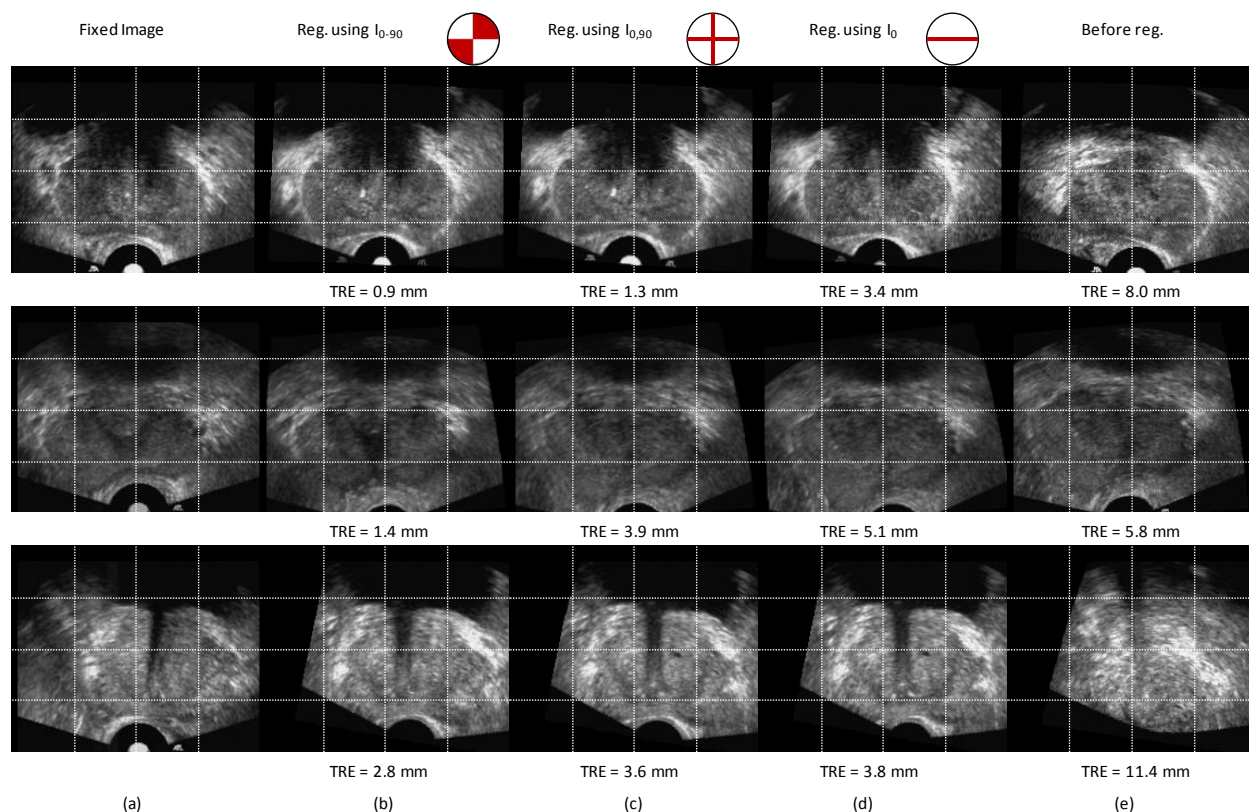 Fixed Image Reg. using I0-90 Reg. using I0,90 Reg. using I0 Before reg.
TRE = 0.9 mm TRE = 1.3 mm TRE = 3.4 mm TRE = 8.0 mm
TRE = 1.4 mm TRE = 3.9 mm TRE = 5.1 mm TRE = 5.8 mm
TRE = 2.8 mm TRE = 3.6 mm TRE = 3.8 mm TRE = 11.4 mm
(a) (b) (c) (d) (e)